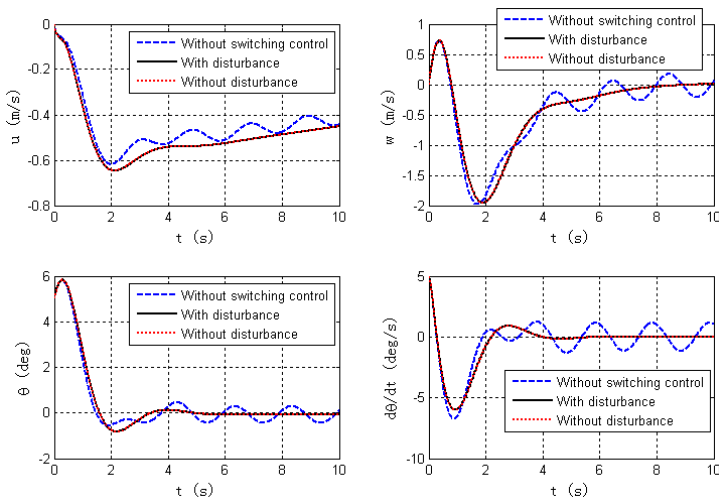 0
-0.2
-0.4
-0.6
-0.8
u (m/s)
0 2 4 6 8 10
t (s)
Without switching control
With disturbance
Without disturbance
1
0.5
0
-0.5
-1
-1.5
-2
w (m/s)
0 2 4 6 8 10
t (s)
Without switching control
With disturbance
Without disturbance
6
4
2
0
-2
θ (deg)
0 2 4 6 8 10
t (s)
Without switching control
With disturbance
Without disturbance
5
0
-5
-10
dθ/dt (deg/s)
0 2 4 6 8 10
t (s)
Without switching control
With disturbance
Without disturbance